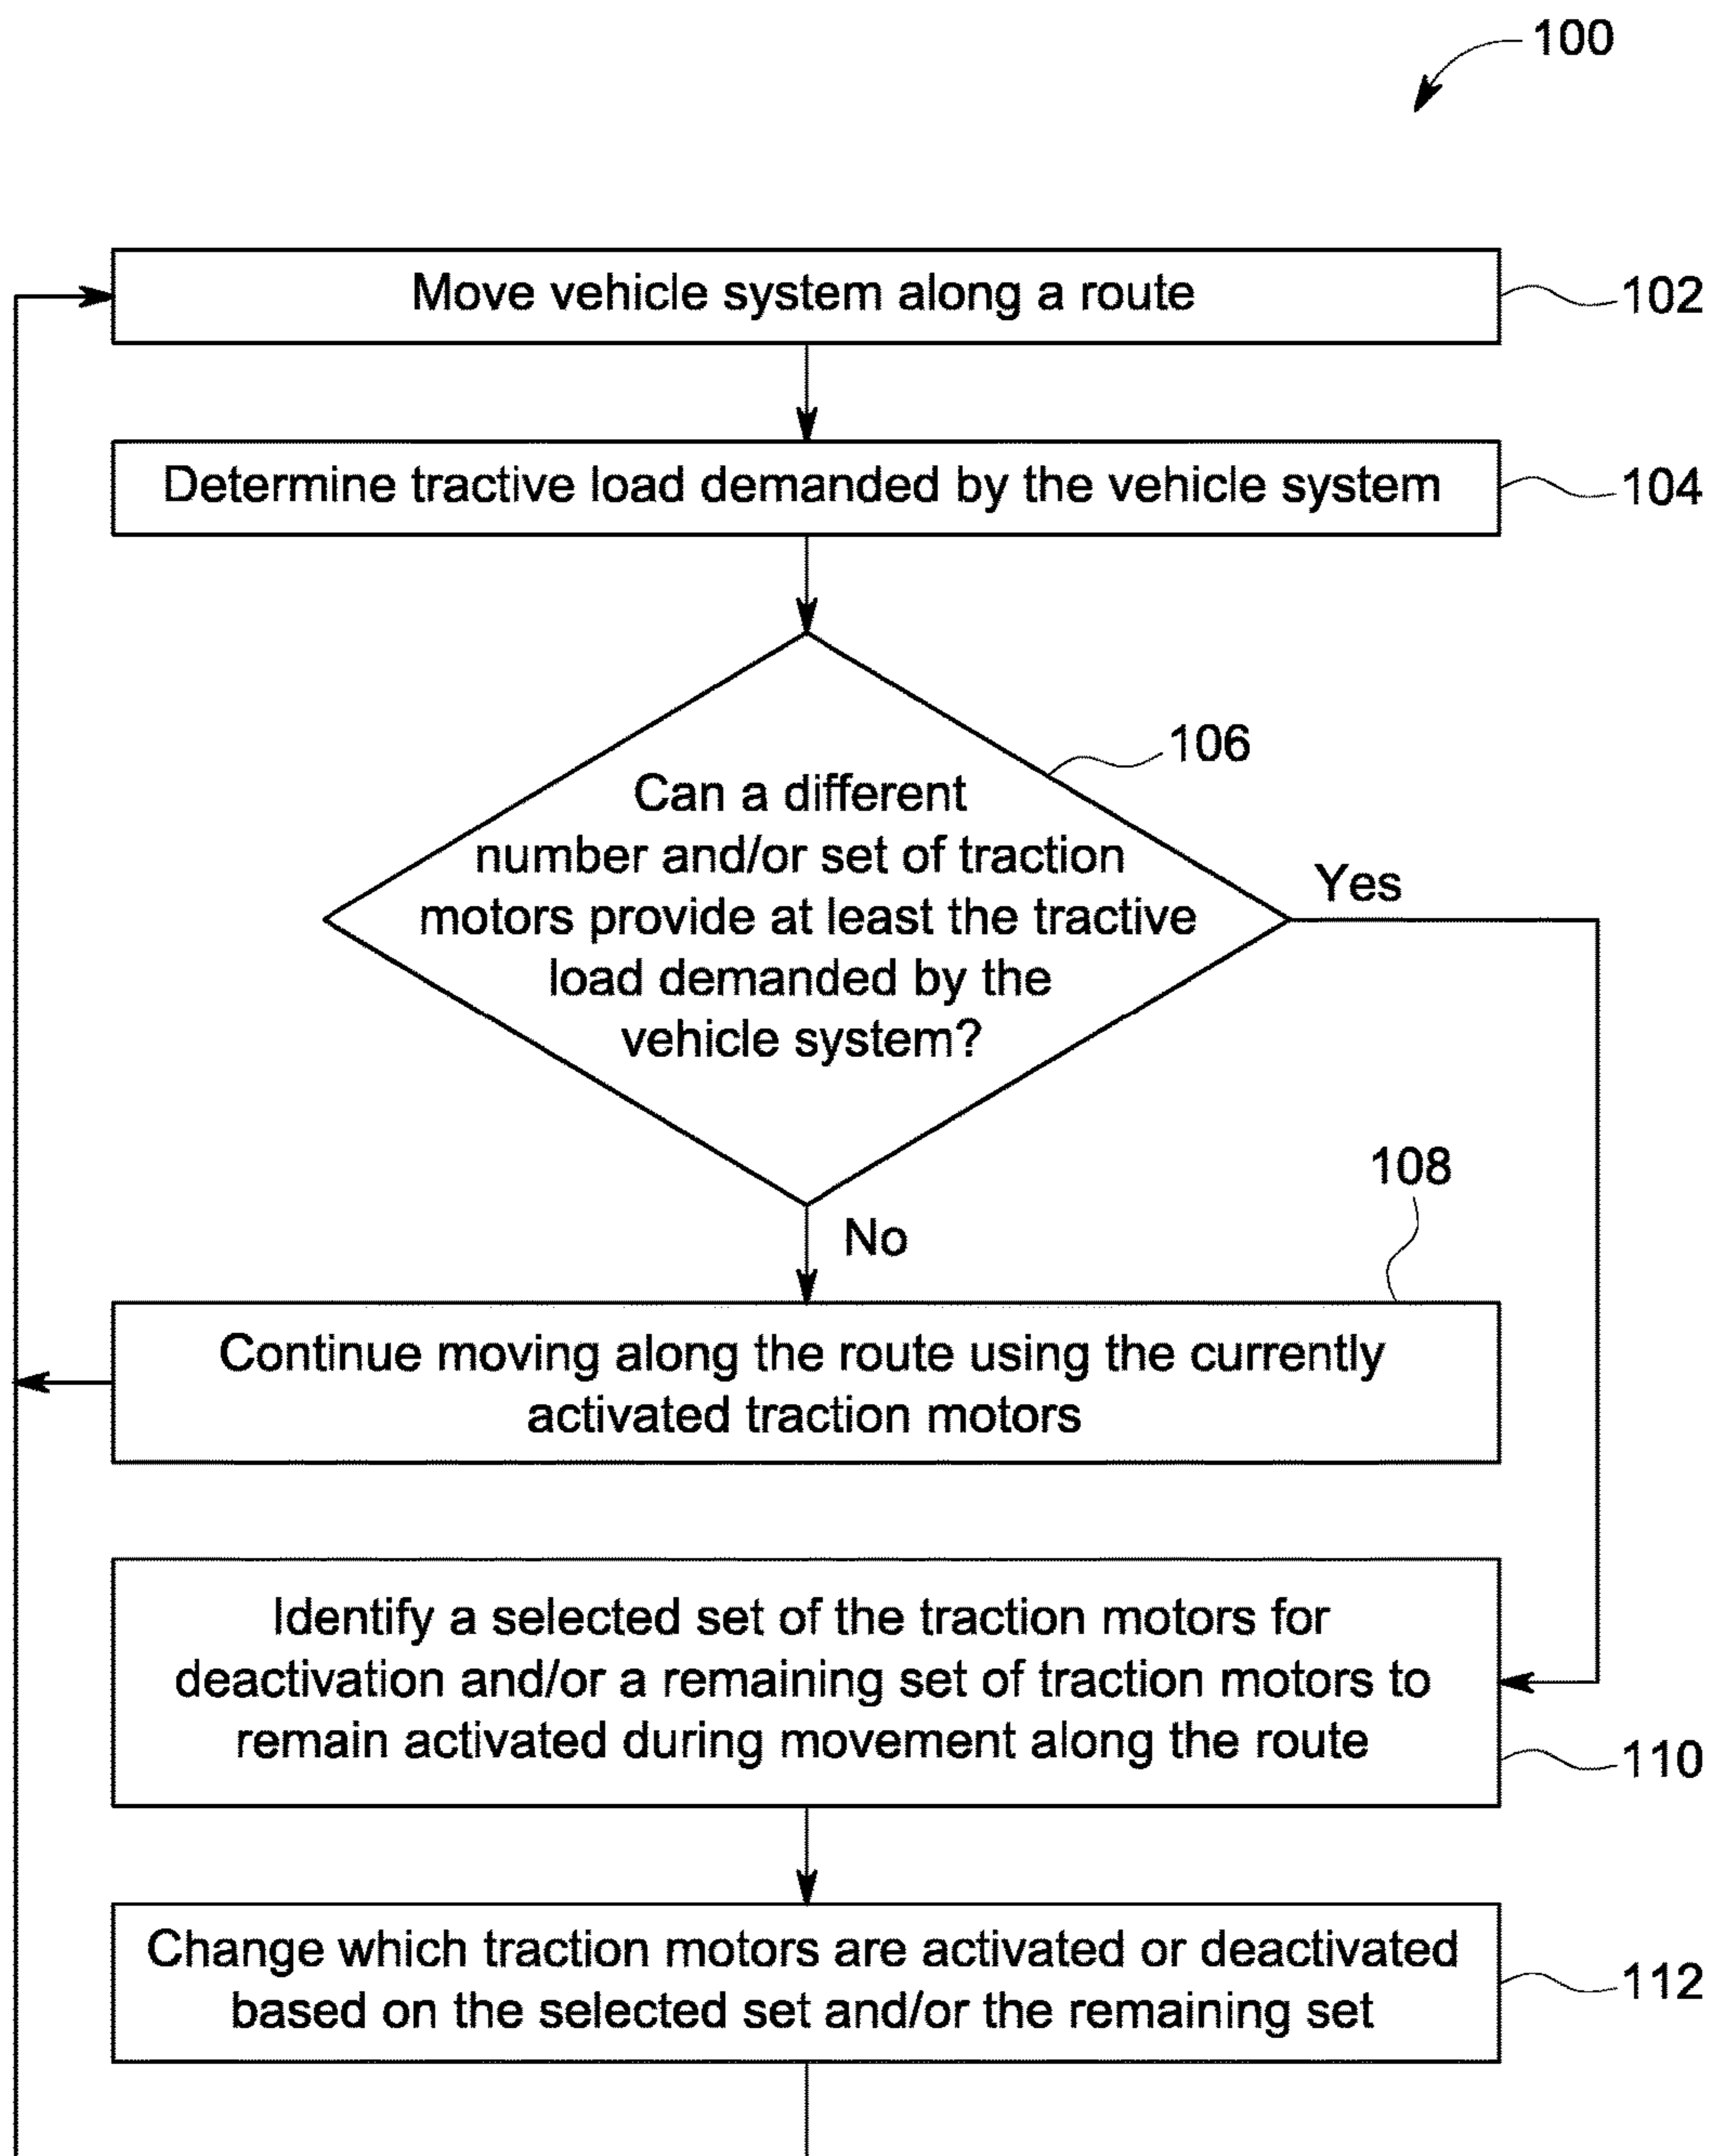 100
Move vehicle system along a route
102
Determine tractive load demanded by the vehicle system
104
106
Can a different
number and/or set of traction
motors provide at least the tractive
load demanded by the
vehicle system?
Yes
No
108
Continue moving along the route using the currently
activated traction motors
Identify a selected set of the traction motors for
deactivation and/or a remaining set of traction motors to
remain activated during movement along the route
110
Change which traction motors are activated or deactivated
based on the selected set and/or the remaining set
112